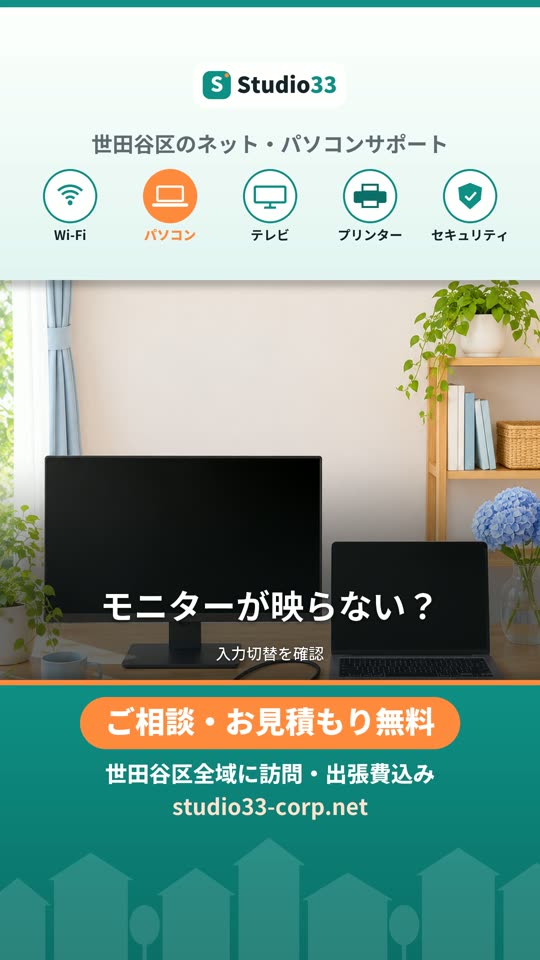 S Studio33
世田谷区のネット・パソコンサポート
Wi-Fi パソコン テレビ プリンター セキュリティ
モニターが映らない？
入力切替を確認
ご相談・お見積もり無料
世田谷区全域に訪問・出張費込み
studio33-corp.net